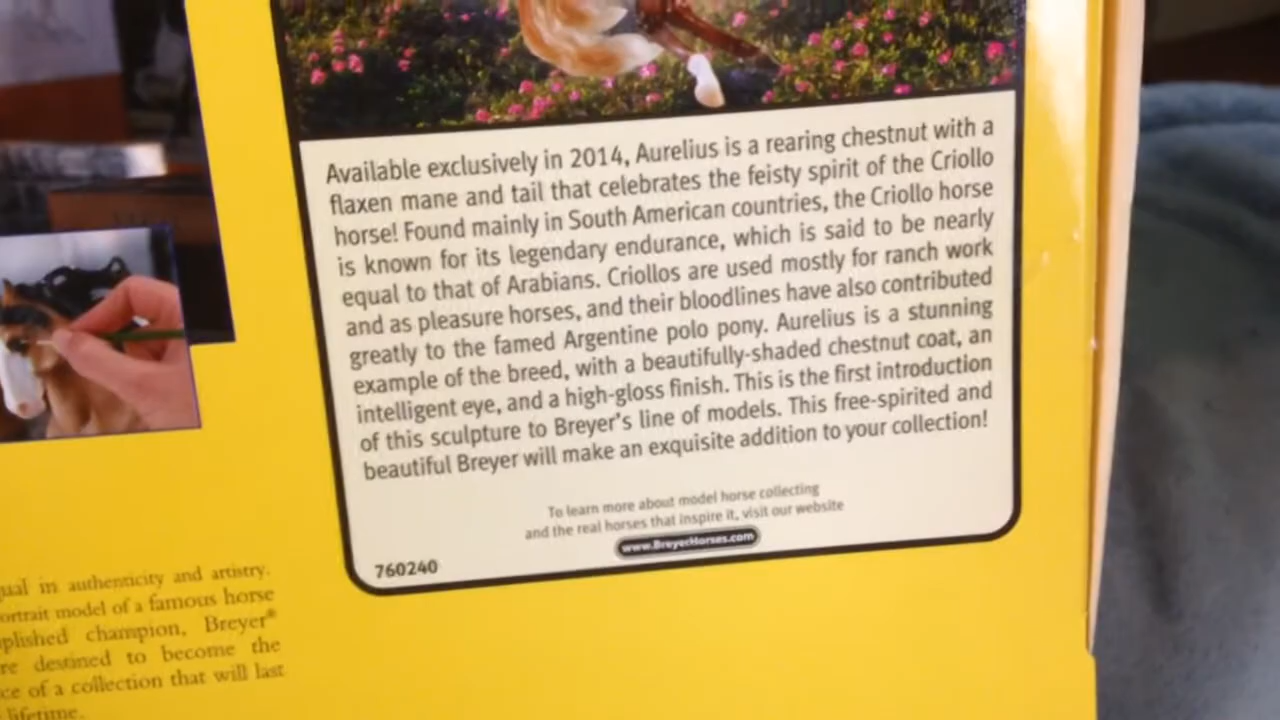 Available exclusively in 2014, Aurelius is a rearing chestnut with a
flaxen mane and tail that celebrates the feisty spirit of the Criollo
horse! Found mainly in South American countries, the Criollo horse
is known for its legendary endurance, which is said to be nearly
equal to that of Arabians. Criollos are used mostly for ranch work
and as pleasure horses, and their bloodlines have also contributed
greatly to the famed Argentine polo pony. Aurelius is a stunning
example of the breed, with a beautifully-shaded chestnut coat, an
intelligent eye, and a high-gloss finish. This is the first introduction
of this sculpture to Breyer's line of models. This free-spirited and
beautiful Breyer will make an exquisite addition to your collection!
To learn more about model horse collecting
and the real horses that inspire it, visit our website
www.BreyerHorses.com
760240
in authenticity and artistry.
model of a famous horse
champion, Breyer®
destined to become the
of a collection that will last
lifetime.